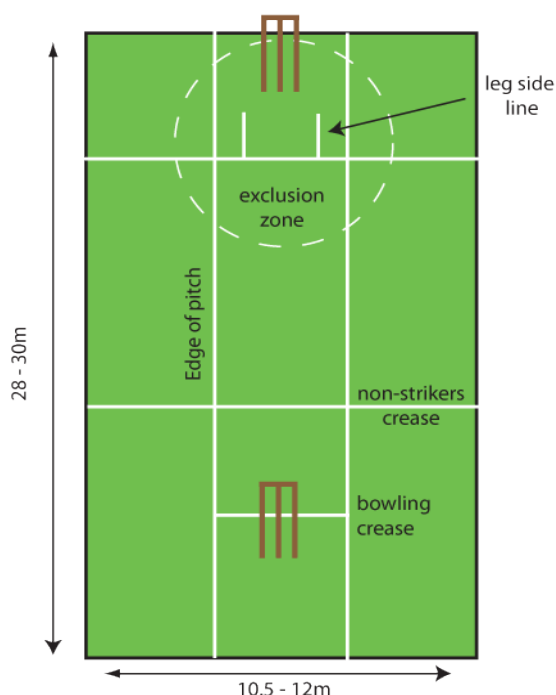 leg side
line
exclusion
zone
Edge of pitch
28 - 30m
non-strikers
crease
bowling
crease
10.5 - 12m